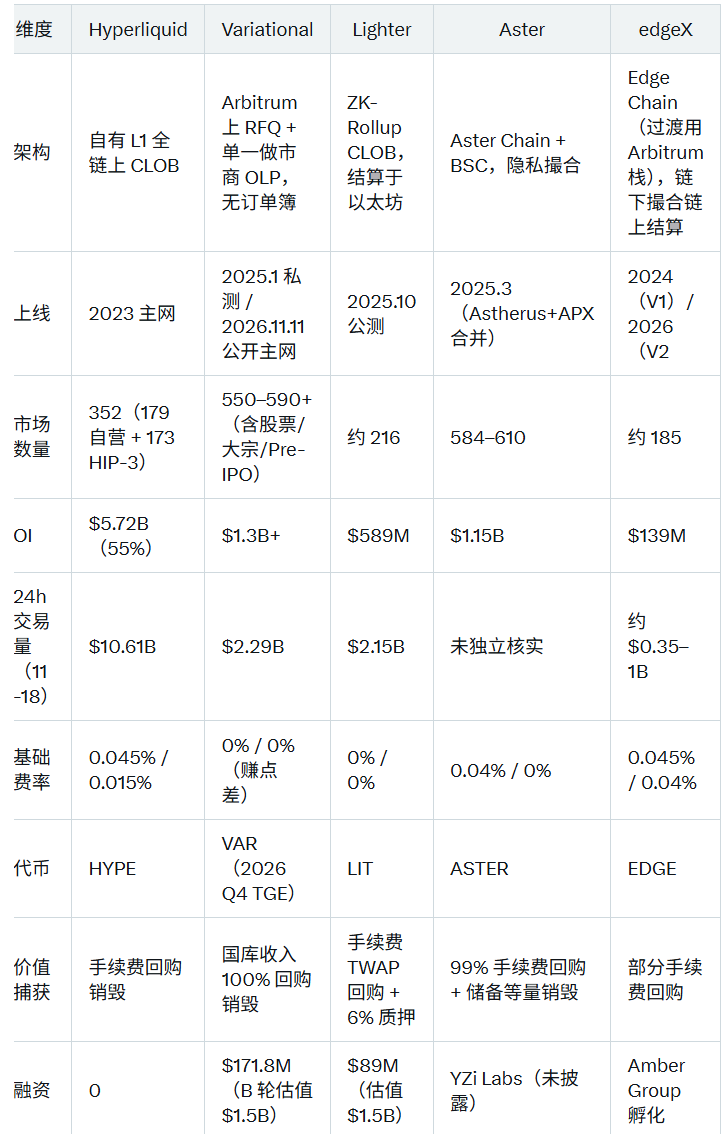 维度 Hyperliquid Variational Lighter Aster edgeX
架构
自有 L1 全
链上 CLOB
Arbitrum
上 RFQ +
单一做市
商 OLP，
无订单簿
ZK-
Rollup
CLOB，
结算于
以太坊
Aster Chain +
BSC，隐私撮合
Edge
Chain
（过渡用
Arbitrum
栈），链
下撮合链
上结算
上线
2023 主网
2025.1 私
测 /
2026.11.11
公开主网
2025.10
公测
2025.3
（Astherus+APX
合并）
2024
（V1）/
2026
（V2
市场
数量
352（179
自营 + 173
HIP-3）
550–590+
（含股票/
大宗/Pre-
IPO）
约 216
584–610
约 185
OI
$5.72B
（55%）
$1.3B+
$589M
$1.15B
$139M
24h
交易
量
（11
-18）
$10.61B
$2.29B
$2.15B
未独立核实
约
$0.35–
1B
基础
费率
0.045% /
0.015%
0% / 0%
（赚点
差）
0% /
0%
0.04% / 0%
0.045%
/ 0.04%
代币
HYPE
VAR
（2026
Q4 TGE）
LIT
ASTER
EDGE
价值
捕获
手续费回购
销毁
国库收入
100% 回购
销毁
手续费
TWAP
回购 +
6% 质押
99% 手续费回购
+ 储备等量销毁
部分手续
费回购
融资
0
$171.8M
（B 轮估值
$1.5B）
$89M
（估值
$1.5B）
YZi Labs（未披
露）
Amber
Group
孵化